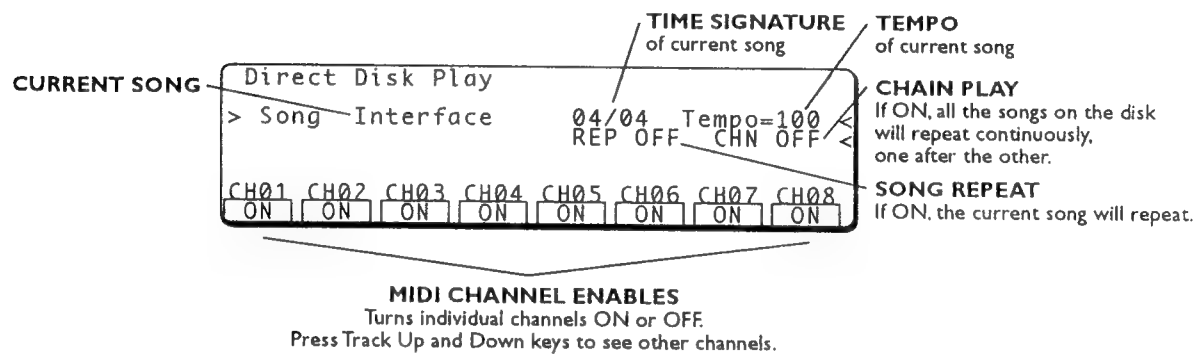 TIME SIGNATURE
of current song
TEMPO
of current song
CURRENT SONG
Direct Disk Play
> Song Interface 04/04 Tempo=100 <
REP OFF CHN OFF <
CH01 CH02 CH03 CH04 CH05 CH06 CH07 CH08
ON ON ON ON ON ON ON ON
CHAIN PLAY
If ON, all the songs on the disk
will repeat continuously,
one after the other.
SONG REPEAT
If ON, the current song will repeat.
MIDI CHANNEL ENABLES
Turns individual channels ON or OFF.
Press Track Up and Down keys to see other channels.